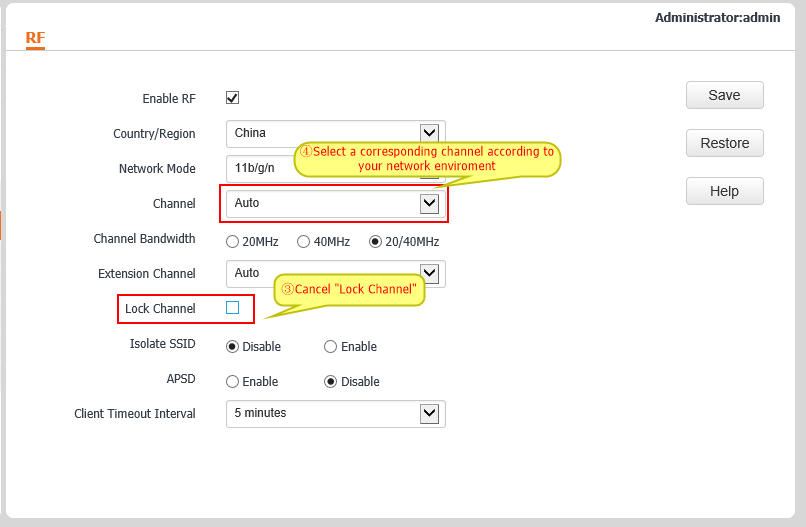 Administrator:admin
RF
Enable RF
Save
Country/Region China
④Select a corresponding channel according to
your network enviroment
Restore
Network Mode 11b/g/n
Help
Channel Auto
Channel Bandwidth 20MHz 40MHz 20/40MHz
Extension Channel Auto
③Cancel "Lock Channel"
Lock Channel
Isolate SSID Disable Enable
APSD Enable Disable
Client Timeout Interval 5 minutes